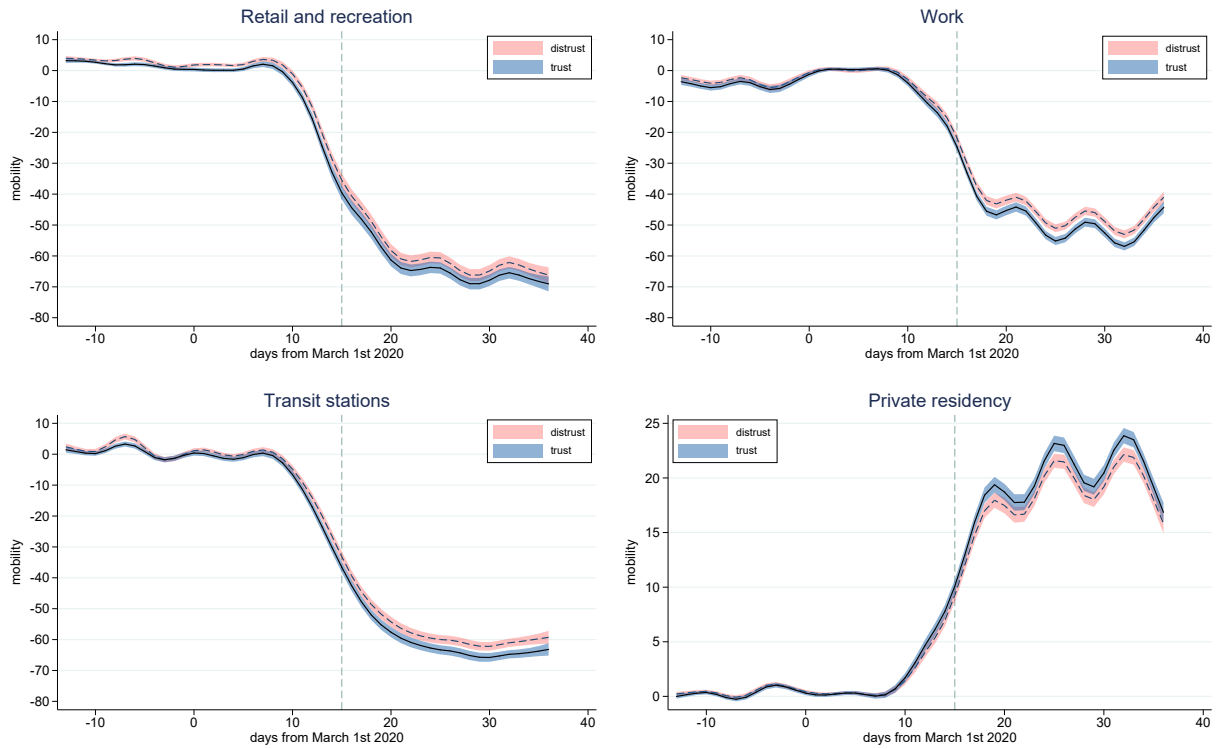 Retail and recreation
distrust
trust
mobility
10
0
-10
-20
-30
-40
-50
-60
-70
-80
-10 0 10 20 30 40
days from March 1st 2020
Work
distrust
trust
mobility
10
0
-10
-20
-30
-40
-50
-60
-70
-80
-10 0 10 20 30 40
days from March 1st 2020
Transit stations
distrust
trust
mobility
10
0
-10
-20
-30
-40
-50
-60
-70
-80
-10 0 10 20 30 40
days from March 1st 2020
Private residency
distrust
trust
mobility
25
20
15
10
5
0
-10 0 10 20 30 40
days from March 1st 2020